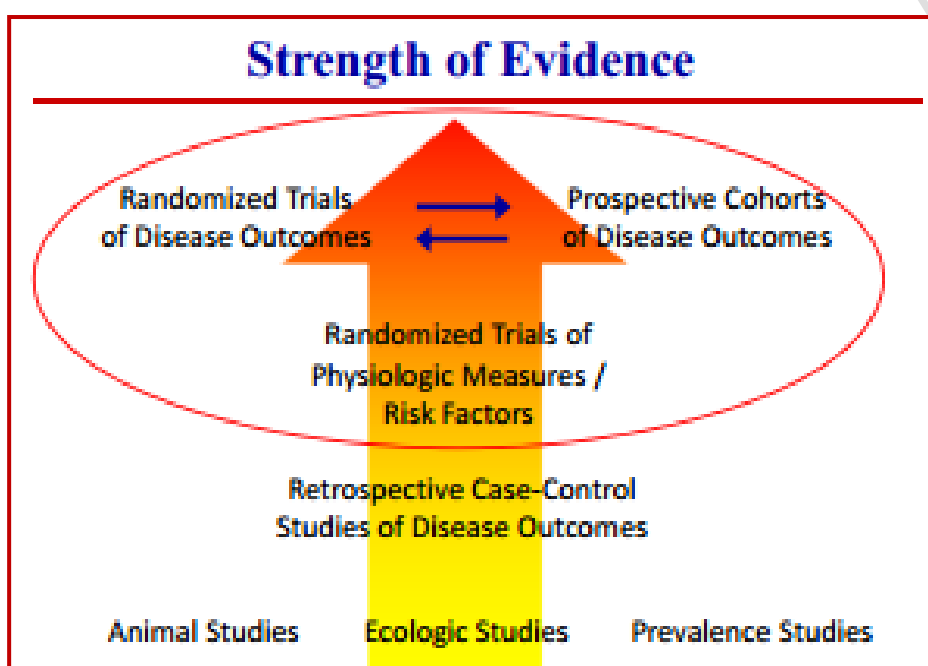 Strength of Evidence
Randomized Trials
of Disease Outcomes
Prospective Cohorts
of Disease Outcomes
Randomized Trials of
Physiologic Measures /
Risk Factors
Retrospective Case-Control
Studies of Disease Outcomes
Animal Studies
Ecologic Studies
Prevalence Studies